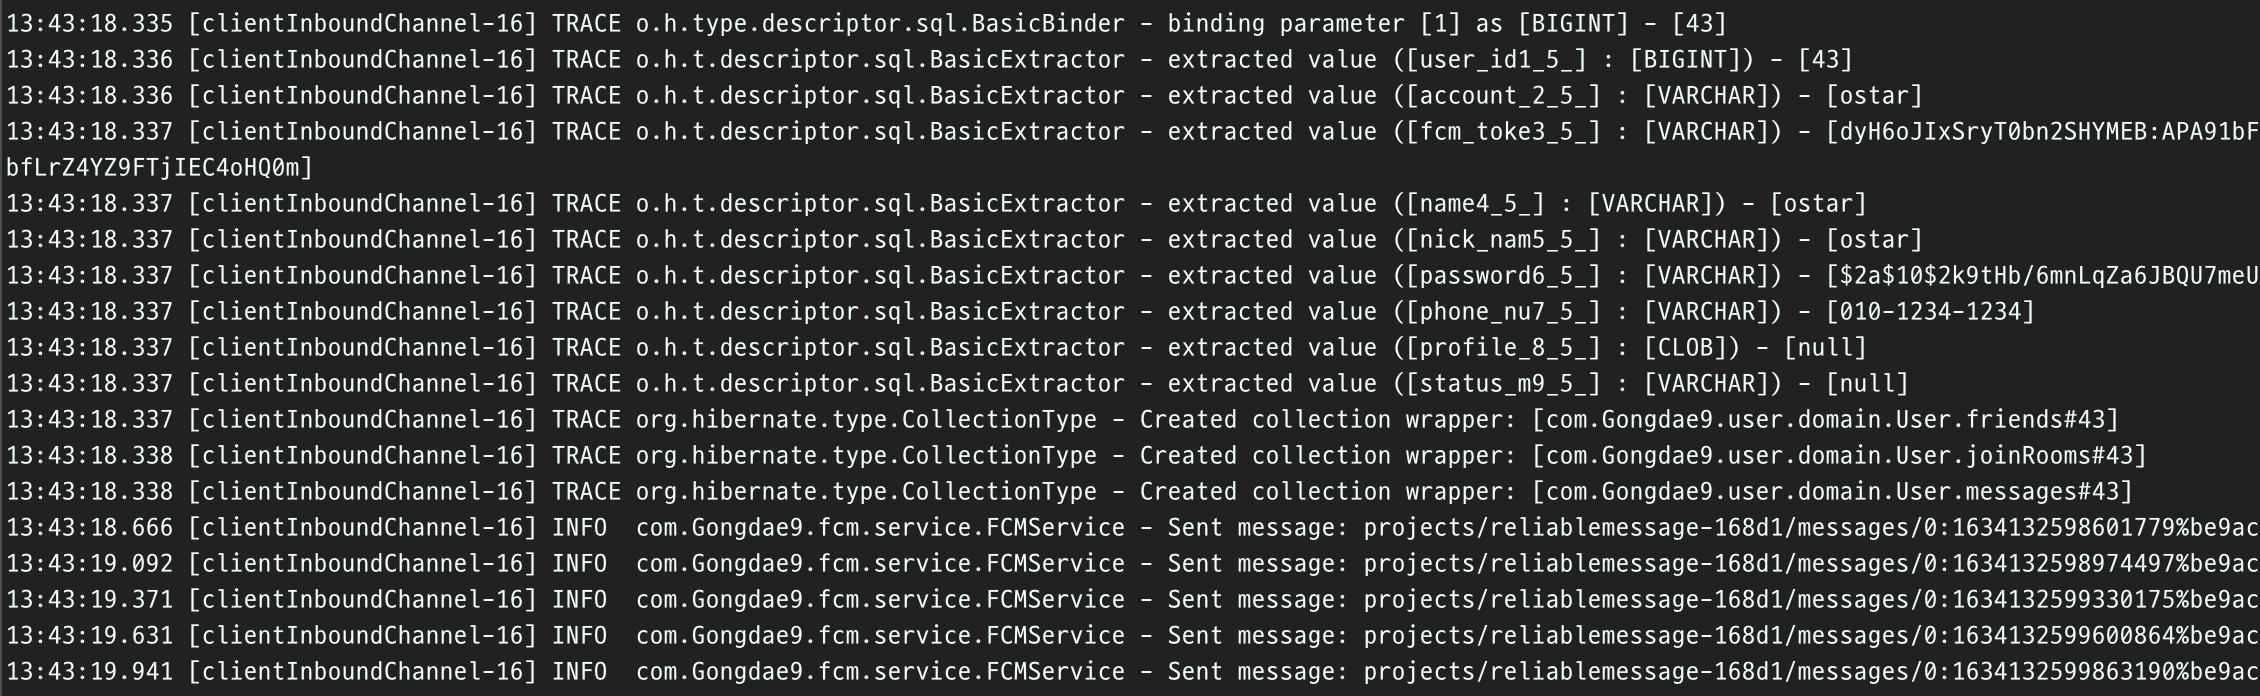 13:43:18.335 [clientInboundChannel-16] TRACE o.h.type.descriptor.sql.BasicBinder - binding parameter [1] as [BIGINT] - [43]
13:43:18.336 [clientInboundChannel-16] TRACE o.h.t.descriptor.sql.BasicExtractor - extracted value ([user_id1_5_] : [BIGINT]) - [43]
13:43:18.336 [clientInboundChannel-16] TRACE o.h.t.descriptor.sql.BasicExtractor - extracted value ([account_2_5_] : [VARCHAR]) - [ostar]
13:43:18.337 [clientInboundChannel-16] TRACE o.h.t.descriptor.sql.BasicExtractor - extracted value ([fcm_toke3_5_] : [VARCHAR]) - [dyH6oJIxSryT0bn2SHYMEB:APA91bF
bfLrZ4YZ9FTjIEC4oHQ0m]
13:43:18.337 [clientInboundChannel-16] TRACE o.h.t.descriptor.sql.BasicExtractor - extracted value ([name4_5_] : [VARCHAR]) - [ostar]
13:43:18.337 [clientInboundChannel-16] TRACE o.h.t.descriptor.sql.BasicExtractor - extracted value ([nick_nam5_5_] : [VARCHAR]) - [ostar]
13:43:18.337 [clientInboundChannel-16] TRACE o.h.t.descriptor.sql.BasicExtractor - extracted value ([password6_5_] : [VARCHAR]) - [$2a$10$2k9tHb/6mnLqZa6JBQU7meU
13:43:18.337 [clientInboundChannel-16] TRACE o.h.t.descriptor.sql.BasicExtractor - extracted value ([phone_nu7_5_] : [VARCHAR]) - [010-1234-1234]
13:43:18.337 [clientInboundChannel-16] TRACE o.h.t.descriptor.sql.BasicExtractor - extracted value ([profile_8_5_] : [CLOB]) - [null]
13:43:18.337 [clientInboundChannel-16] TRACE o.h.t.descriptor.sql.BasicExtractor - extracted value ([status_m9_5_] : [VARCHAR]) - [null]
13:43:18.337 [clientInboundChannel-16] TRACE org.hibernate.type.CollectionType - Created collection wrapper: [com.Gongdae9.user.domain.User.friends#43]
13:43:18.338 [clientInboundChannel-16] TRACE org.hibernate.type.CollectionType - Created collection wrapper: [com.Gongdae9.user.domain.User.joinRooms#43]
13:43:18.338 [clientInboundChannel-16] TRACE org.hibernate.type.CollectionType - Created collection wrapper: [com.Gongdae9.user.domain.User.messages#43]
13:43:18.666 [clientInboundChannel-16] INFO  com.Gongdae9.fcm.service.FCMService - Sent message: projects/reliablemessage-168d1/messages/0:1634132598601779%be9ac
13:43:19.092 [clientInboundChannel-16] INFO  com.Gongdae9.fcm.service.FCMService - Sent message: projects/reliablemessage-168d1/messages/0:1634132598974497%be9ac
13:43:19.371 [clientInboundChannel-16] INFO  com.Gongdae9.fcm.service.FCMService - Sent message: projects/reliablemessage-168d1/messages/0:1634132599330175%be9ac
13:43:19.631 [clientInboundChannel-16] INFO  com.Gongdae9.fcm.service.FCMService - Sent message: projects/reliablemessage-168d1/messages/0:1634132599600864%be9ac
13:43:19.941 [clientInboundChannel-16] INFO  com.Gongdae9.fcm.service.FCMService - Sent message: projects/reliablemessage-168d1/messages/0:1634132599863190%be9ac